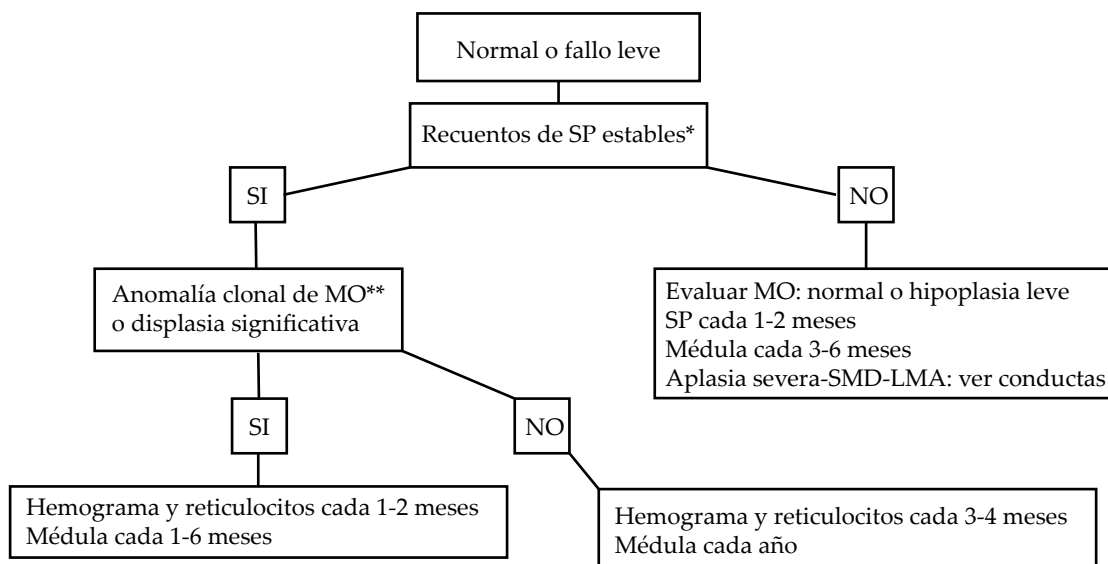 Normal o fallo leve
Recuentos de SP estables*
SI
NO
Anomalía clonal de MO**
o displasia significativa
Evaluar MO: normal o hipoplasia leve
SP cada 1-2 meses
Médula cada 3-6 meses
Aplasia severa-SMD-LMA: ver conductas
SI
NO
Hemograma y reticulocitos cada 1-2 meses
Médula cada 1-6 meses
Hemograma y reticulocitos cada 3-4 meses
Médula cada año